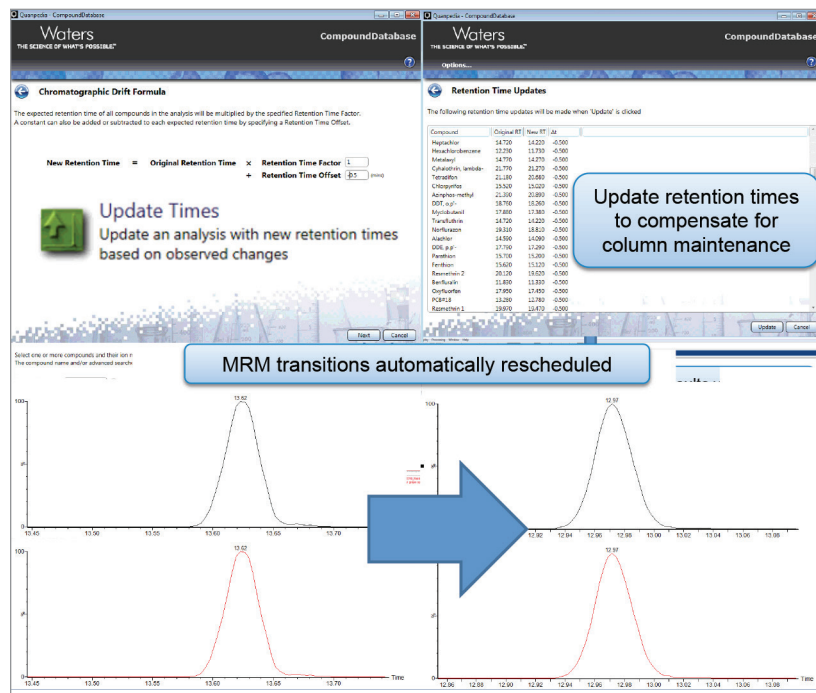 Quanpedia - CompoundDatabase
Waters
THE SCIENCE OF WHAT'S POSSIBLE.™
CompoundDatabase
Chromatographic Drift Formula
The expected retention time of all compounds in the analysis will be multiplied by the specified Retention Time Factor.
A constant can also be added or subtracted to each expected retention time by specifying a Retention Time Offset.
New Retention Time = Original Retention Time × Retention Time Factor 1
+ Retention Time Offset -0.5 (mins)
Update Times
Update an analysis with new retention times
based on observed changes
Next Cancel
Quanpedia - CompoundDatabase
Waters
THE SCIENCE OF WHAT'S POSSIBLE.™
CompoundDatabase
Options...
Retention Time Updates
The following retention time updates will be made when 'Update' is clicked
Compound Original RT New RT Δt
Heptachlor 14.720 14.220 -0.500
Hexachlorobenzene 12.230 11.730 -0.500
Metalaxyl 14.770 14.270 -0.500
Cyhalothrin, lambda- 21.770 21.270 -0.500
Tetradifon 21.180 20.680 -0.500
Chlorpyrifos 15.520 15.020 -0.500
Azinphos-methyl 21.390 20.890 -0.500
DDT, o,p'- 18.760 18.260 -0.500
Myclobutanil 17.880 17.380 -0.500
Transfluthrin 14.720 14.220 -0.500
Norflurazon 19.310 18.810 -0.500
Alachlor 14.590 14.090 -0.500
DDE, p,p'- 17.790 17.290 -0.500
Parathion 15.700 15.200 -0.500
Fenthion 15.620 15.120 -0.500
Resmethrin 2 20.120 19.620 -0.500
Benfluralin 11.830 11.330 -0.500
Oxyfluorfen 17.950 17.450 -0.500
PCB#18 13.280 12.780 -0.500
Resmethrin 1 19.970 19.470 -0.500
Update retention times
to compensate for
column maintenance
Update Cancel
Select one or more compounds and their ion
The compound name and/or advanced
MRM transitions automatically rescheduled
100
%
0
13.62
13.45 13.50 13.55 13.60 13.65 13.70
100
%
0
13.62
13.45 13.50 13.55 13.60 13.65 13.70
Time
100
%
12.97
12.92 12.94 12.96 12.98 13.00 13.02 13.04 13.06 13.08
100
%
0
12.97
12.86 12.88 12.90 12.92 12.94 12.96 12.98 13.00 13.02 13.04 13.06 13.08
Time